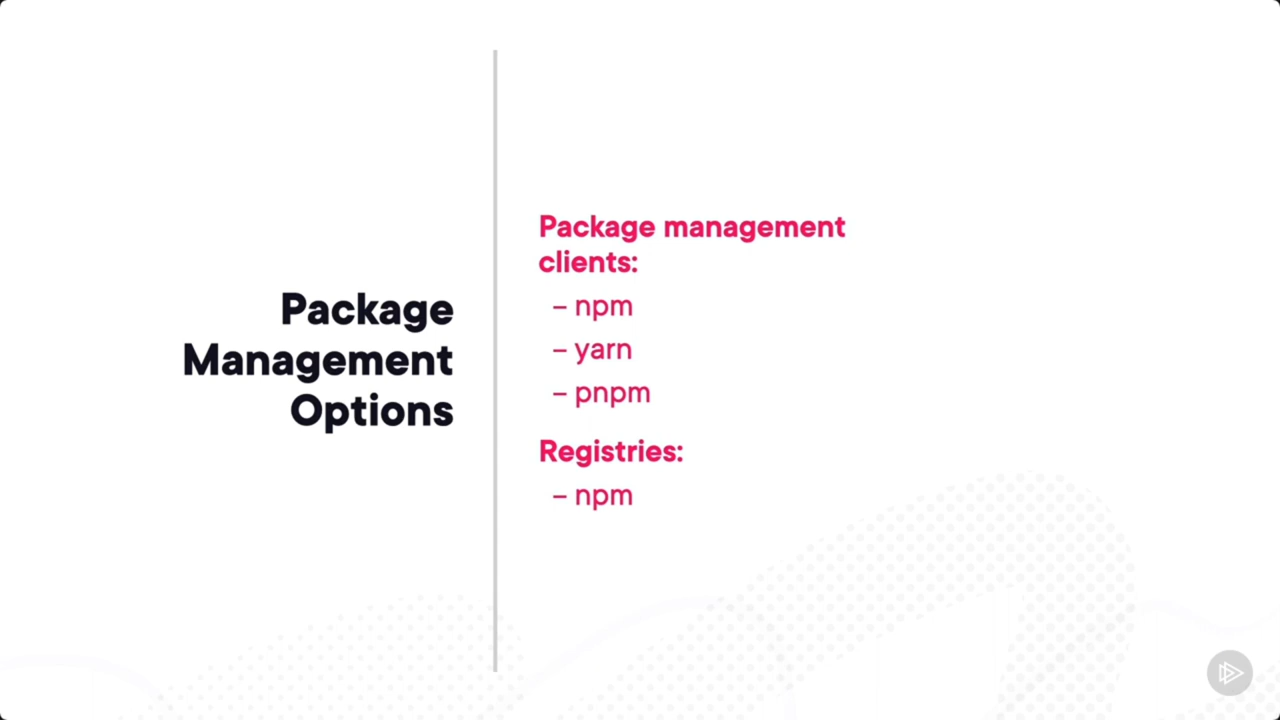 Package
Management
Options
Package management
clients:
– npm
– yarn
– pnpm
Registries:
– npm